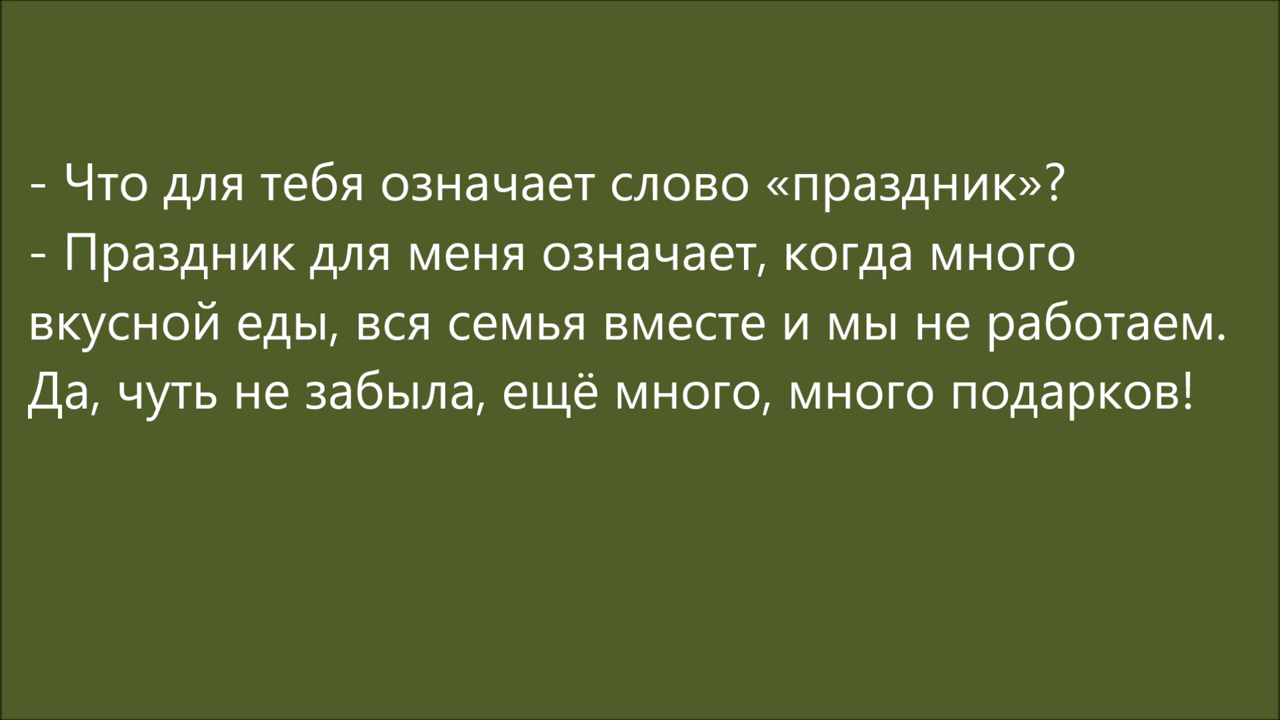 - Что для тебя означает слово «праздник»?
- Праздник для меня означает, когда много
вкусной еды, вся семья вместе и мы не работаем.
Да, чуть не забыла, ещё много, много подарков!